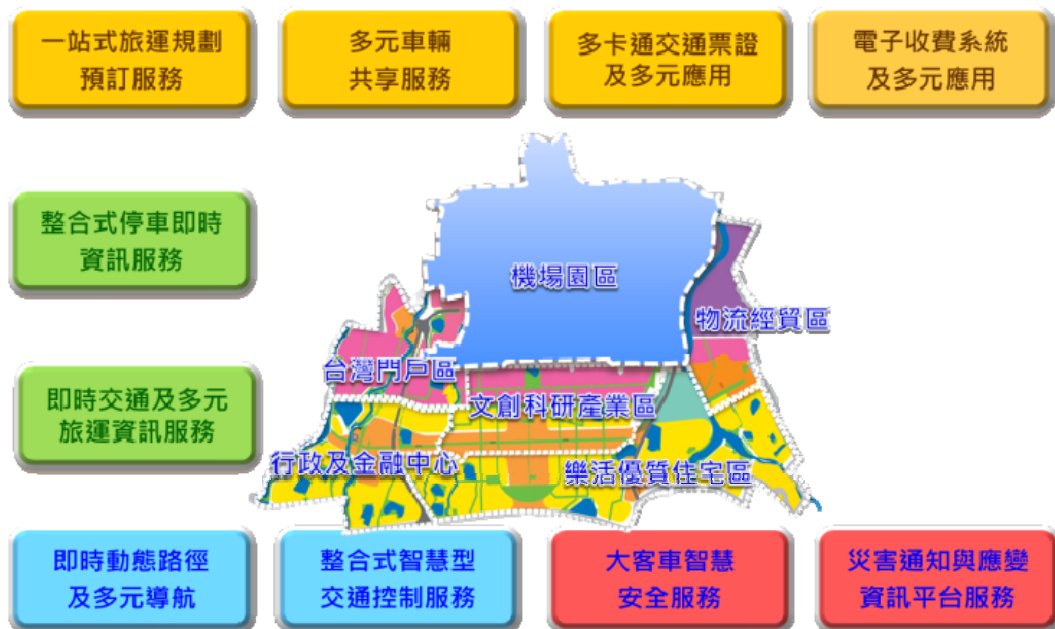 一站式旅運規劃
預訂服務
多元車輛
共享服務
多卡通交通票證
及多元應用
電子收費系統
及多元應用
整合式停車即時
資訊服務
機場園區
物流經貿區
台灣門戶區
即時交通及多元
旅運資訊服務
文創科研產業區
行政及金融中心
樂活優質住宅區
即時動態路徑
及多元導航
整合式智慧型
交通控制服務
大客車智慧
安全服務
災害通知與應變
資訊平台服務